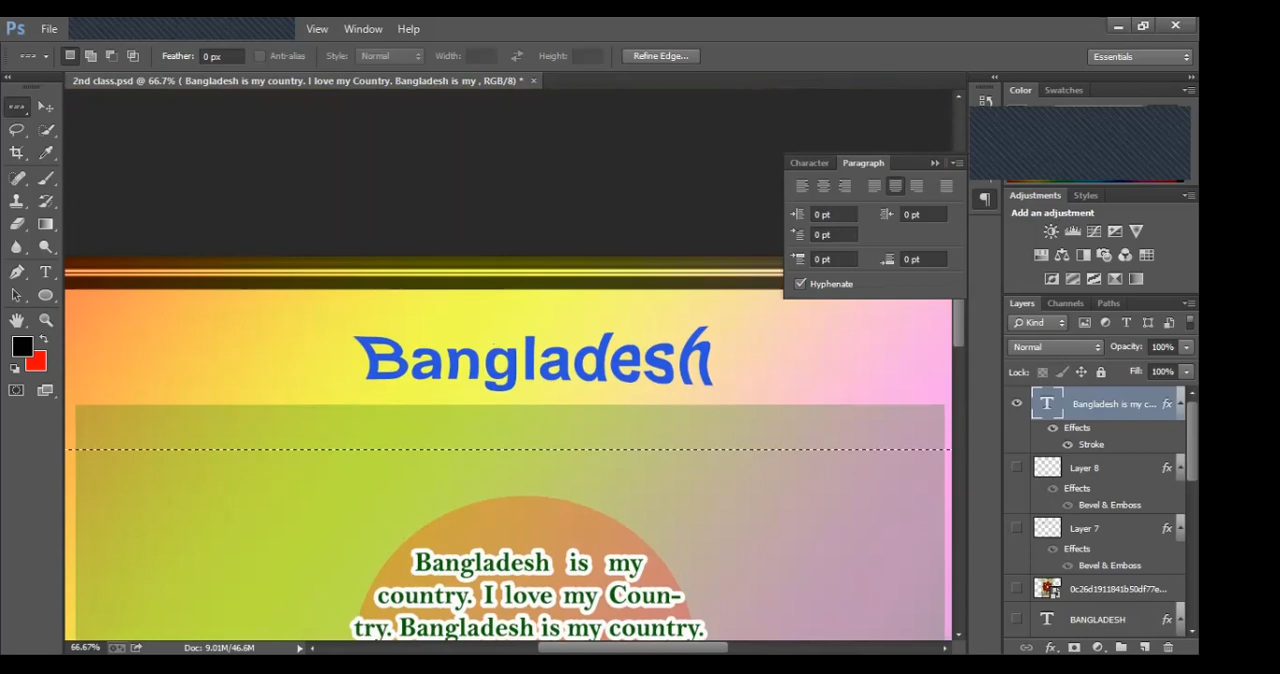 Ps File View Window Help
Feather: 0 px Anti-alias Style: Normal Width: Height: Refine Edge... Essentials
2nd class.psd @ 66.7% ( Bangladesh is my country. I love my Country. Bangladesh is my , RGB/8) * ×
Color Swatches
Character Paragraph
0 pt 0 pt
0 pt
0 pt 0 pt
Hyphenate
Adjustments Styles
Add an adjustment
Layers Channels Paths
Kind
Normal Opacity: 100%
Lock: Fill: 100%
T Bangladesh is my c... fx
Effects
Stroke
Layer 8 fx
Effects
Bevel & Emboss
Layer 7 fx
Effects
Bevel & Emboss
0c26d1911841b50df77e...
T BANGLADESH
Bangladesh
Bangladesh is my
country. I love my Coun-
try. Bangladesh is my country.
66.67% Doc: 9.01M/46.6M